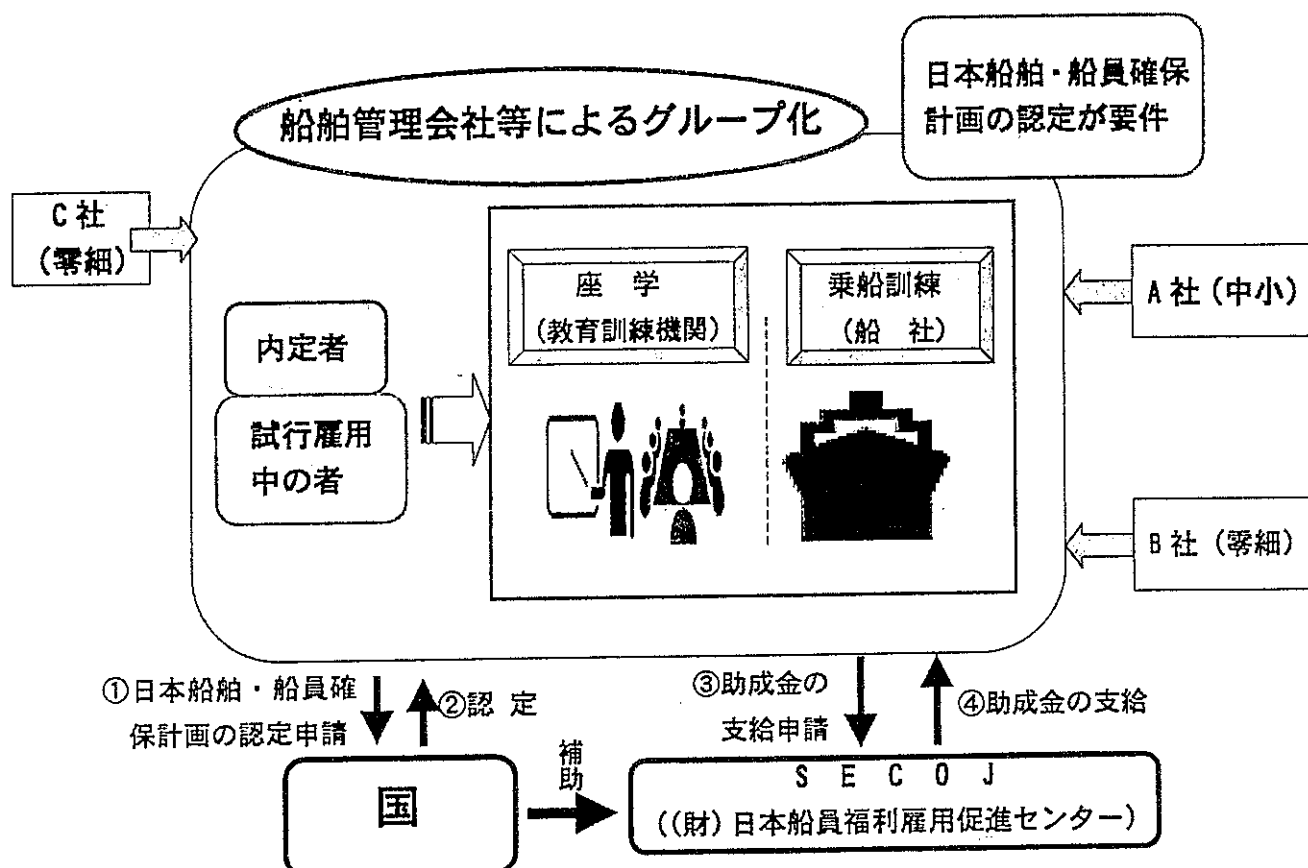 日本船舶・船員確保
計画の認定が要件
船舶管理会社等によるグループ化
C社
(零細)
座 学
(教育訓練機関)
乗船訓練
(船 社)
A社(中小)
内定者
試行雇用
中の者
B社(零細)
①日本船舶・船員確
保計画の認定申請
②認 定
③助成金の
支給申請
④助成金の支給
補助
国
S E C O J
((財)日本船員福利雇用促進センター)